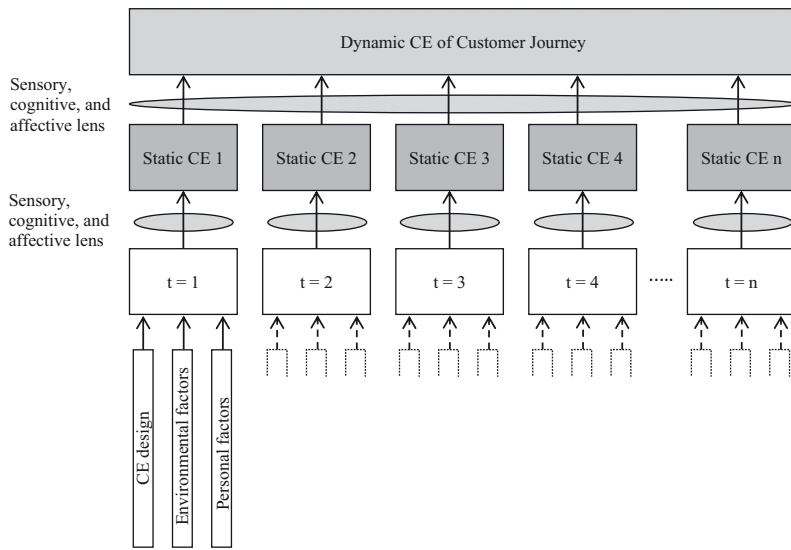 Dynamic CE of Customer Journey
Sensory,
cognitive, and
affective lens
Static CE 1
Static CE 2
Static CE 3
Static CE 4
Static CE n
Sensory,
cognitive, and
affective lens
t = 1
t = 2
t = 3
t = 4
.....
t = n
CE design
Environmental factors
Personal factors